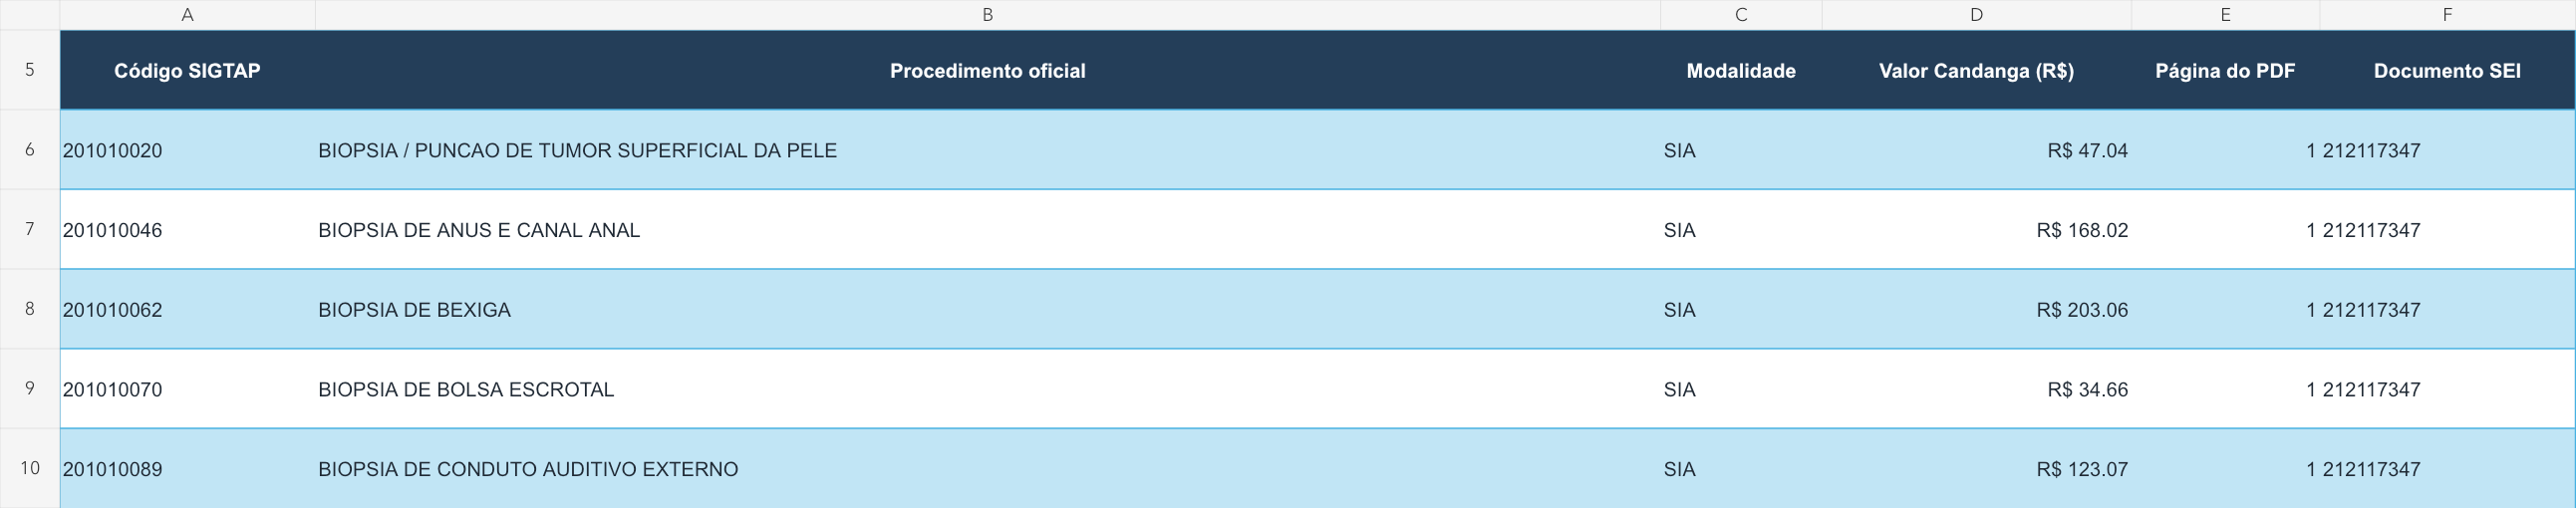 A B C D E F
5 Código SIGTAP Procedimento oficial Modalidade Valor Candanga (R$) Página do PDF Documento SEI
6 201010020 BIOPSIA / PUNCAO DE TUMOR SUPERFICIAL DA PELE SIA R$ 47.04 1 212117347
7 201010046 BIOPSIA DE ANUS E CANAL ANAL SIA R$ 168.02 1 212117347
8 201010062 BIOPSIA DE BEXIGA SIA R$ 203.06 1 212117347
9 201010070 BIOPSIA DE BOLSA ESCROTAL SIA R$ 34.66 1 212117347
10 201010089 BIOPSIA DE CONDUTO AUDITIVO EXTERNO SIA R$ 123.07 1 212117347